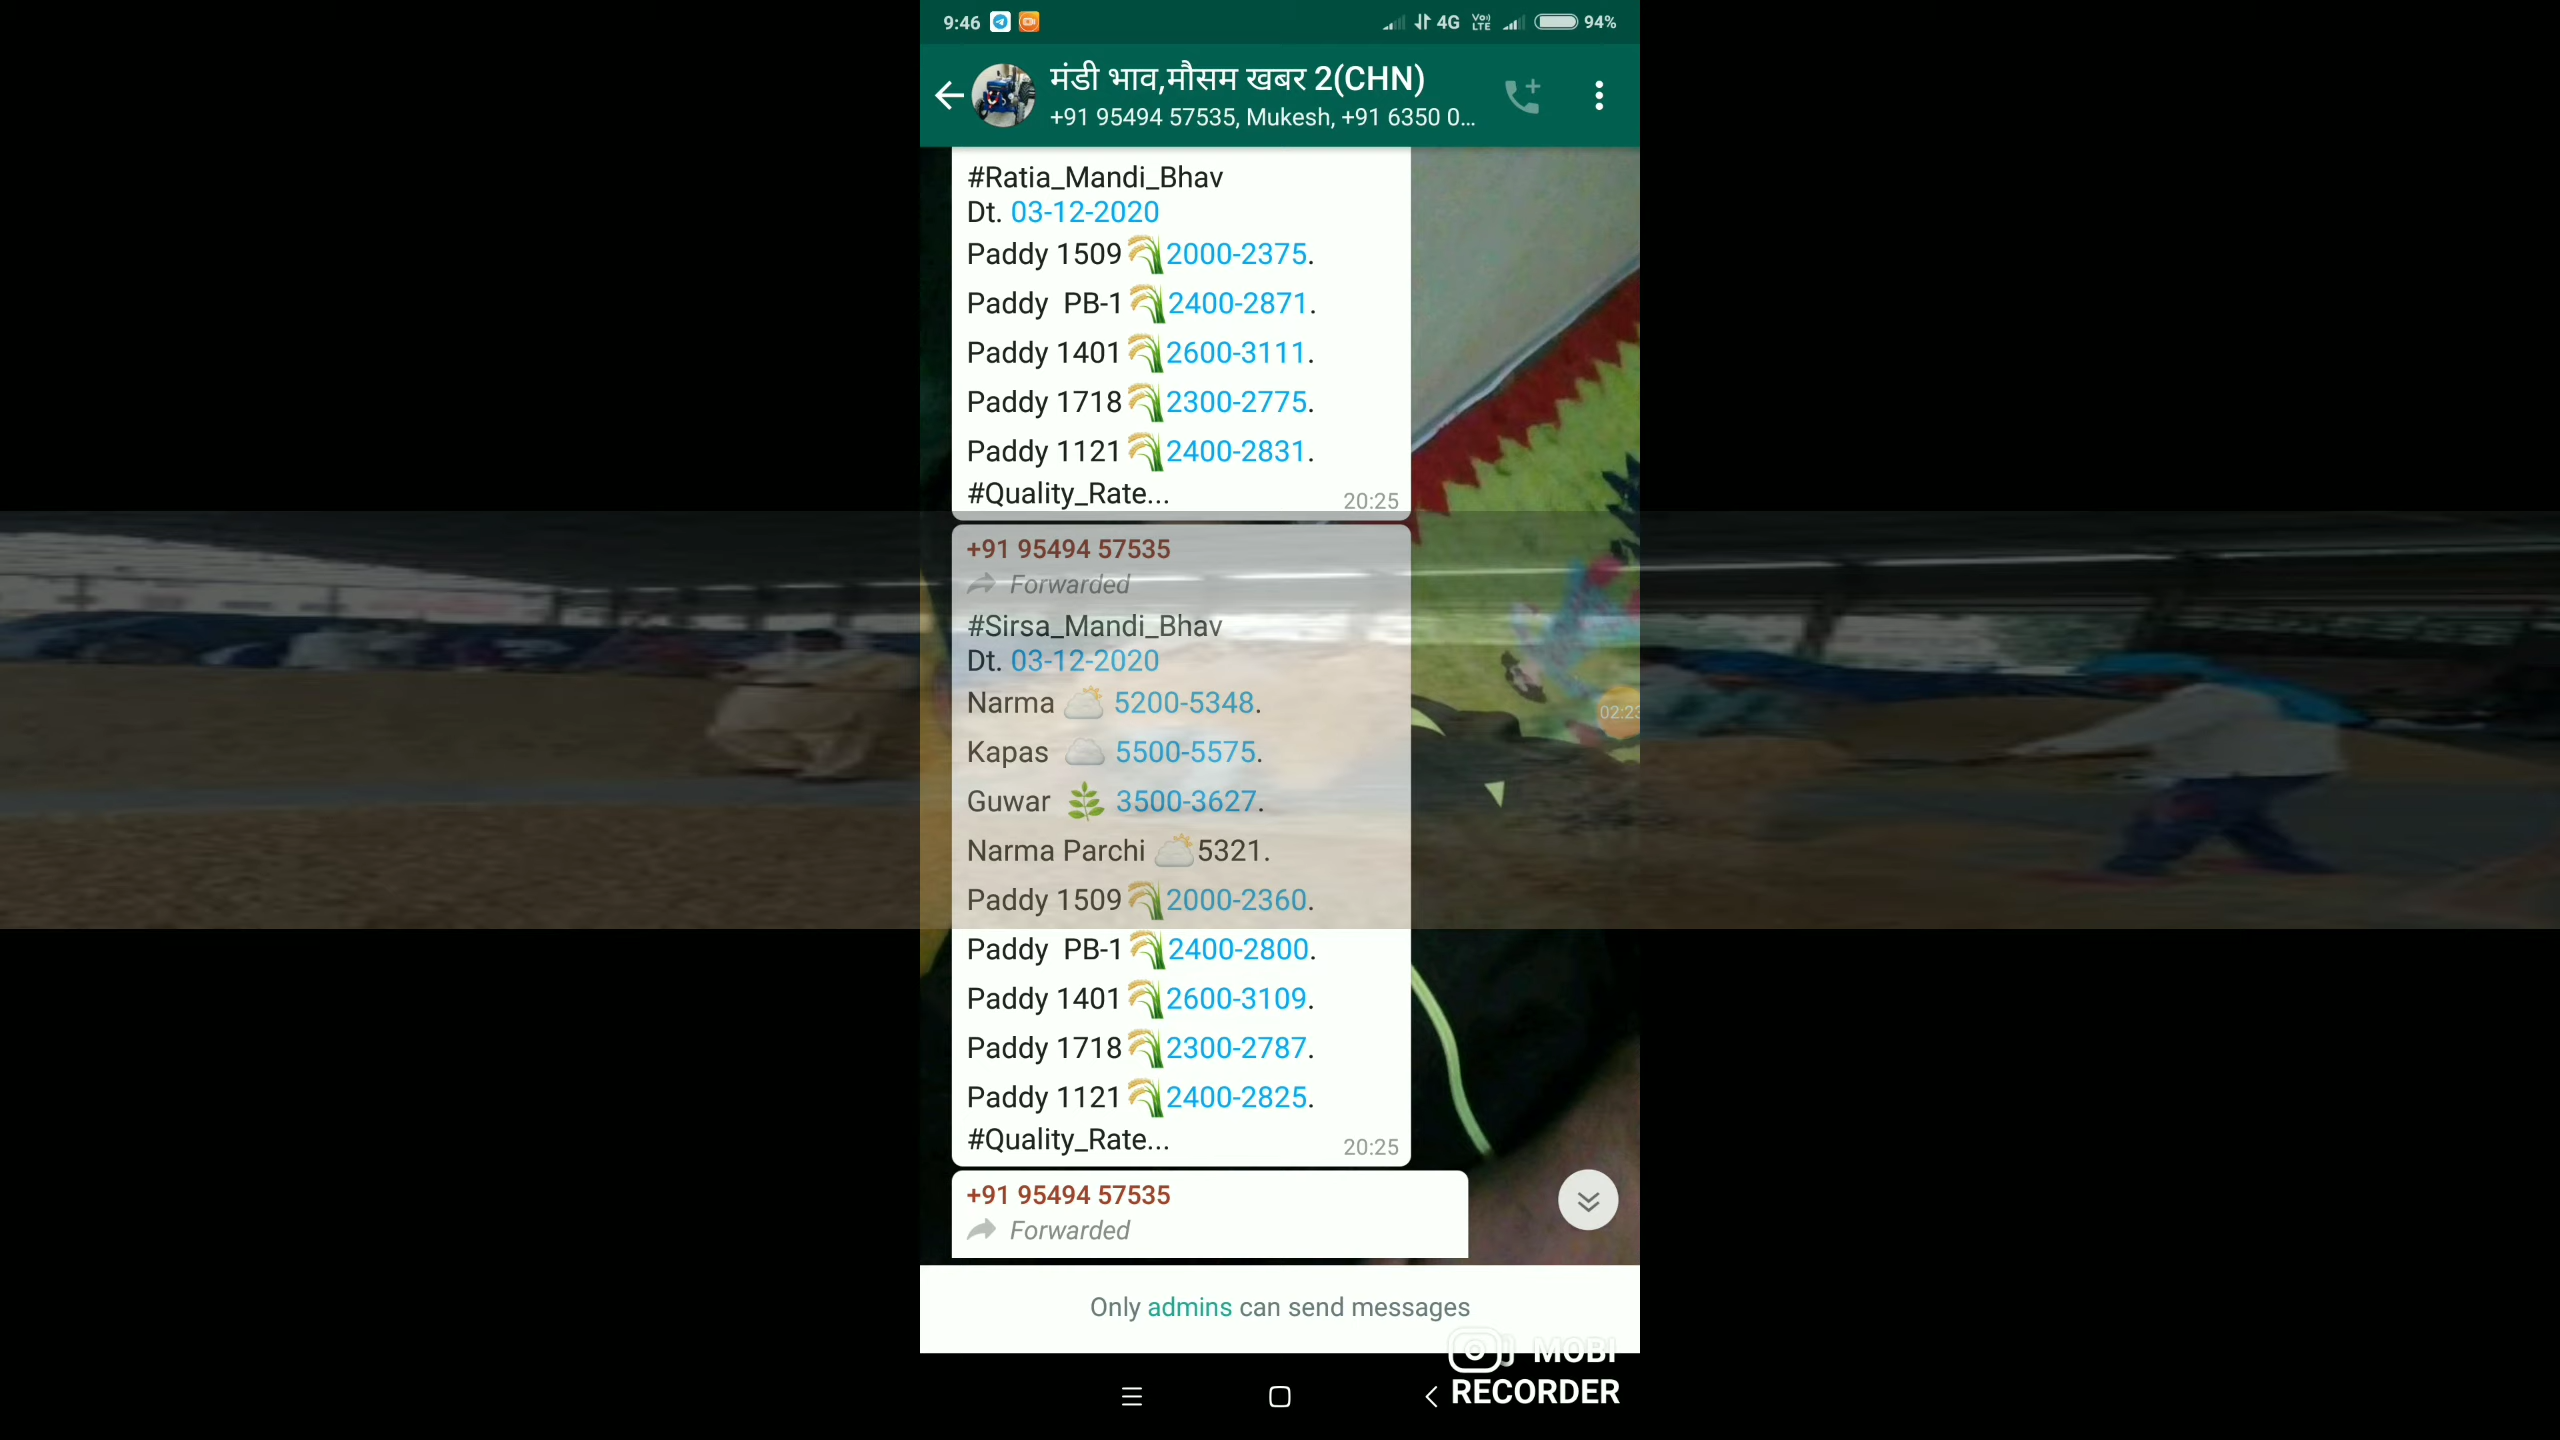 9:46
4G
Vo))
LTE
94%
मंडी भाव,मौसम खबर 2(CHN)
+91 95494 57535, Mukesh, +91 6350 0...
#Ratia_Mandi_Bhav
Dt. 03-12-2020
Paddy 1509 2000-2375.
Paddy PB-1 2400-2871.
Paddy 1401 2600-3111.
Paddy 1718 2300-2775.
Paddy 1121 2400-2831.
#Quality_Rate...
20:25
+91 95494 57535
Forwarded
#Sirsa_Mandi_Bhav
Dt. 03-12-2020
Narma 5200-5348.
Kapas 5500-5575.
Guwar 3500-3627.
Narma Parchi 5321.
02:23
Paddy 1509 2000-2360.
Paddy PB-1 2400-2800.
Paddy 1401 2600-3109.
Paddy 1718 2300-2787.
Paddy 1121 2400-2825.
#Quality_Rate...
20:25
+91 95494 57535
Forwarded
Only admins can send messages
MOBI
RECORDER